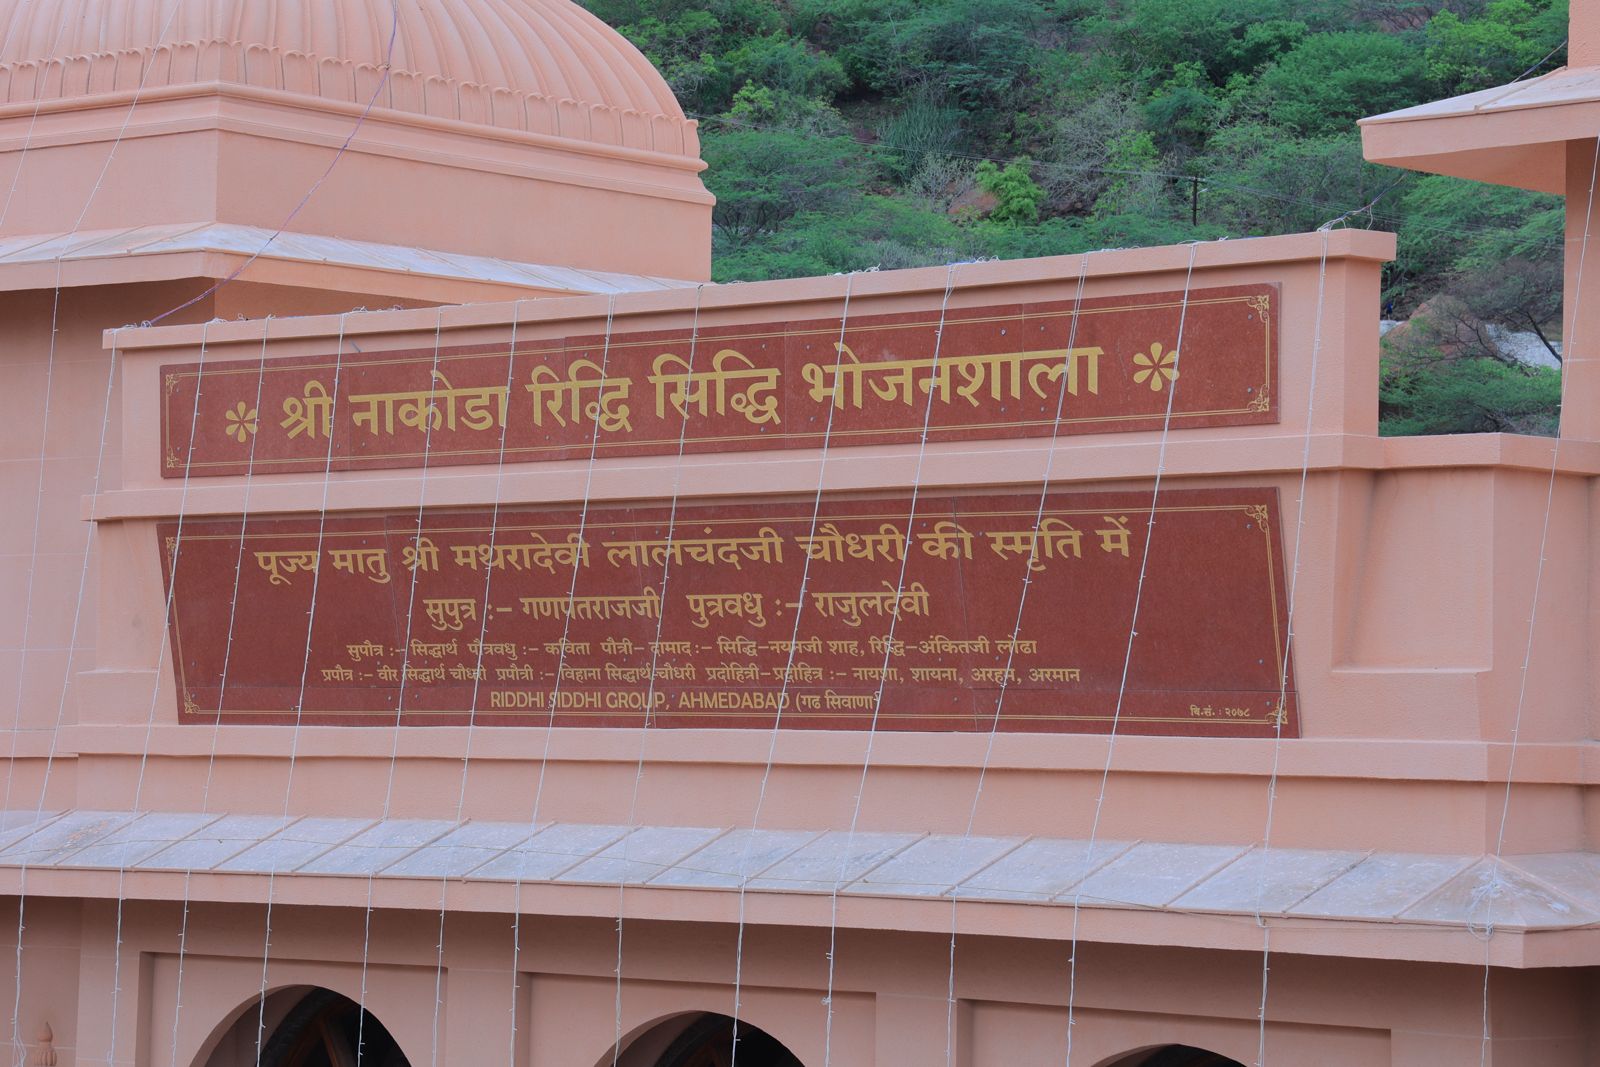 श्री नाकोडा रिद्धि सिद्धि भोजनशाला
पूज्य मातु श्री मथरादेवी लालचंदजी चौधरी की स्मृति में
सुपुत्र :- गणपतराजजी पुत्रवधु :- राजुलदेवी
सुपौत्र :- सिद्धार्थ पौत्रवधु :- कविता पौत्री- दामाद :- सिद्धि-नयनजी शाह, रिद्धि-अंकितजी लोढा
प्रपौत्र :- वीर सिद्धार्थ चौधरी प्रपौत्री :- विहाना सिद्धार्थ चौधरी प्रदोहित्री-प्रदोहित्र :- नायशा, शायना, अरहम, अरमान
RIDDHI SIDDHI GROUP, AHMEDABAD (गढ सिवाणा)
वि.सं. : २०७८